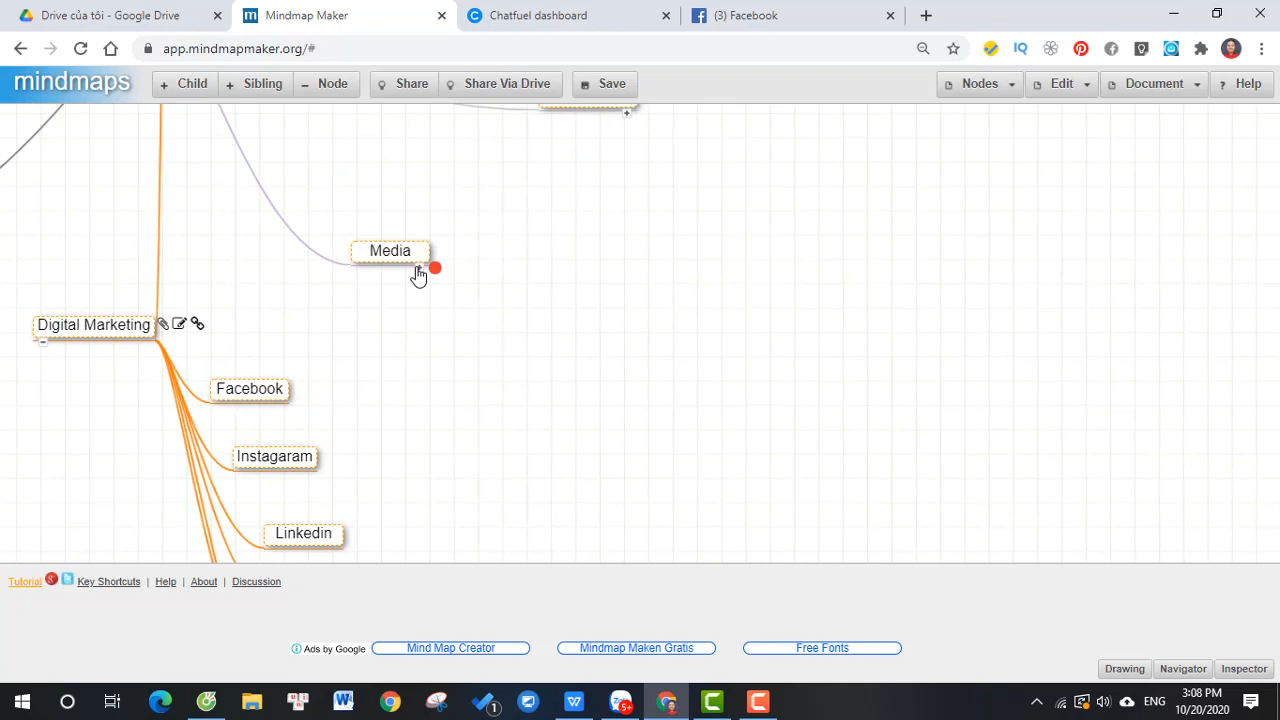 Drive của tôi - Google Drive
Mindmap Maker
Chatfuel dashboard
(3) Facebook
app.mindmapmaker.org/#
mindmaps
+ Child
+ Sibling
− Node
Share
Share Via Drive
Save
Nodes
Edit
Document
? Help
Media
Digital Marketing
Facebook
Instagaram
Linkedin
Tutorial
Key Shortcuts | Help | About | Discussion
Ads by Google
Mind Map Creator
Mindmap Maken Gratis
Free Fonts
Drawing
Navigator
Inspector
1
5+
ENG
3:08 PM
10/20/2020